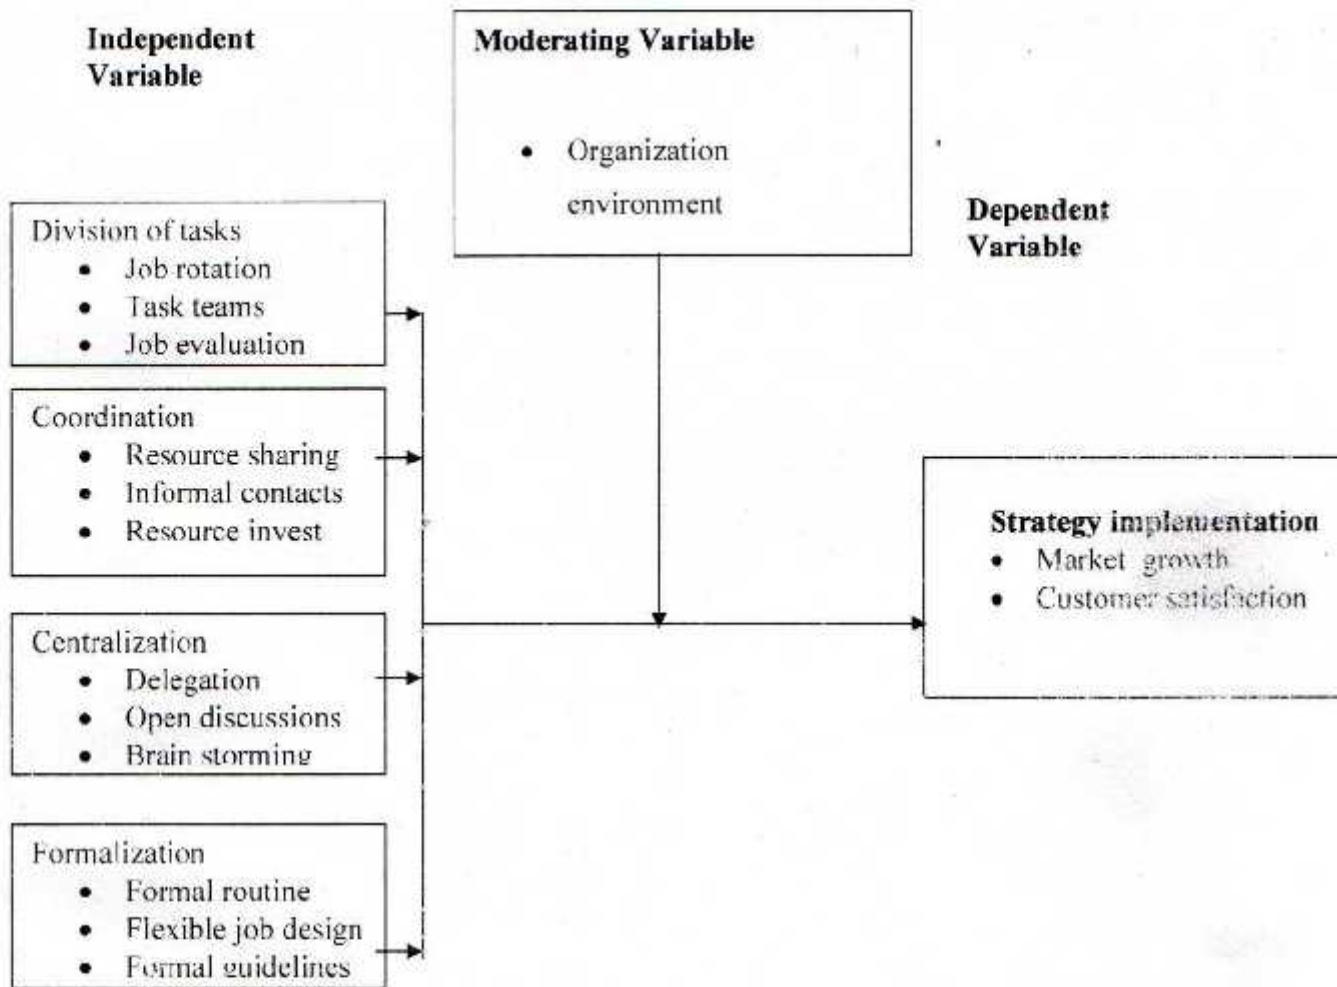 Independent
Variable
Moderating Variable
• Organization
environment
Dependent
Variable
Division of tasks
• Job rotation
• Task teams
• Job evaluation
Coordination
• Resource sharing
• Informal contacts
• Resource invest
Centralization
• Delegation
• Open discussions
• Brain storming
Formalization
• Formal routine
• Flexible job design
• Formal guidelines
Strategy implementation
• Market growth
• Customer satisfaction